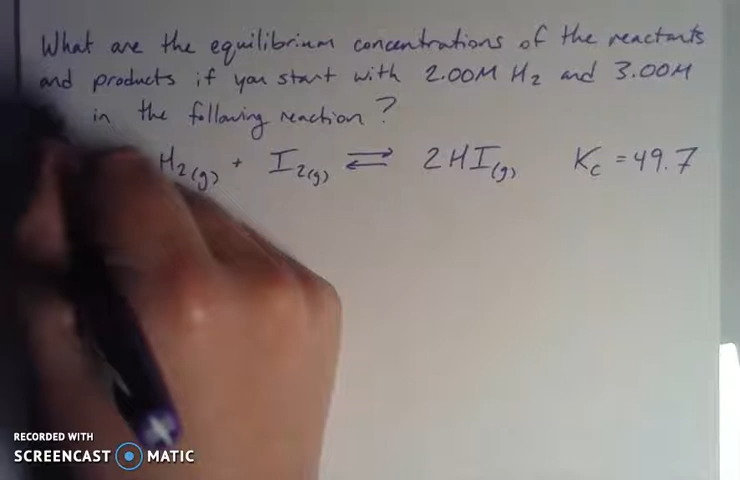 What are the equilibrium concentrations of the reactants
and products if you start with 2.00M H₂ and 3.00M
in the following reaction?
H₂(g) + I₂(g) ⇌ 2HI(g) Kc = 49.7
RECORDED WITH
SCREENCAST MATIC